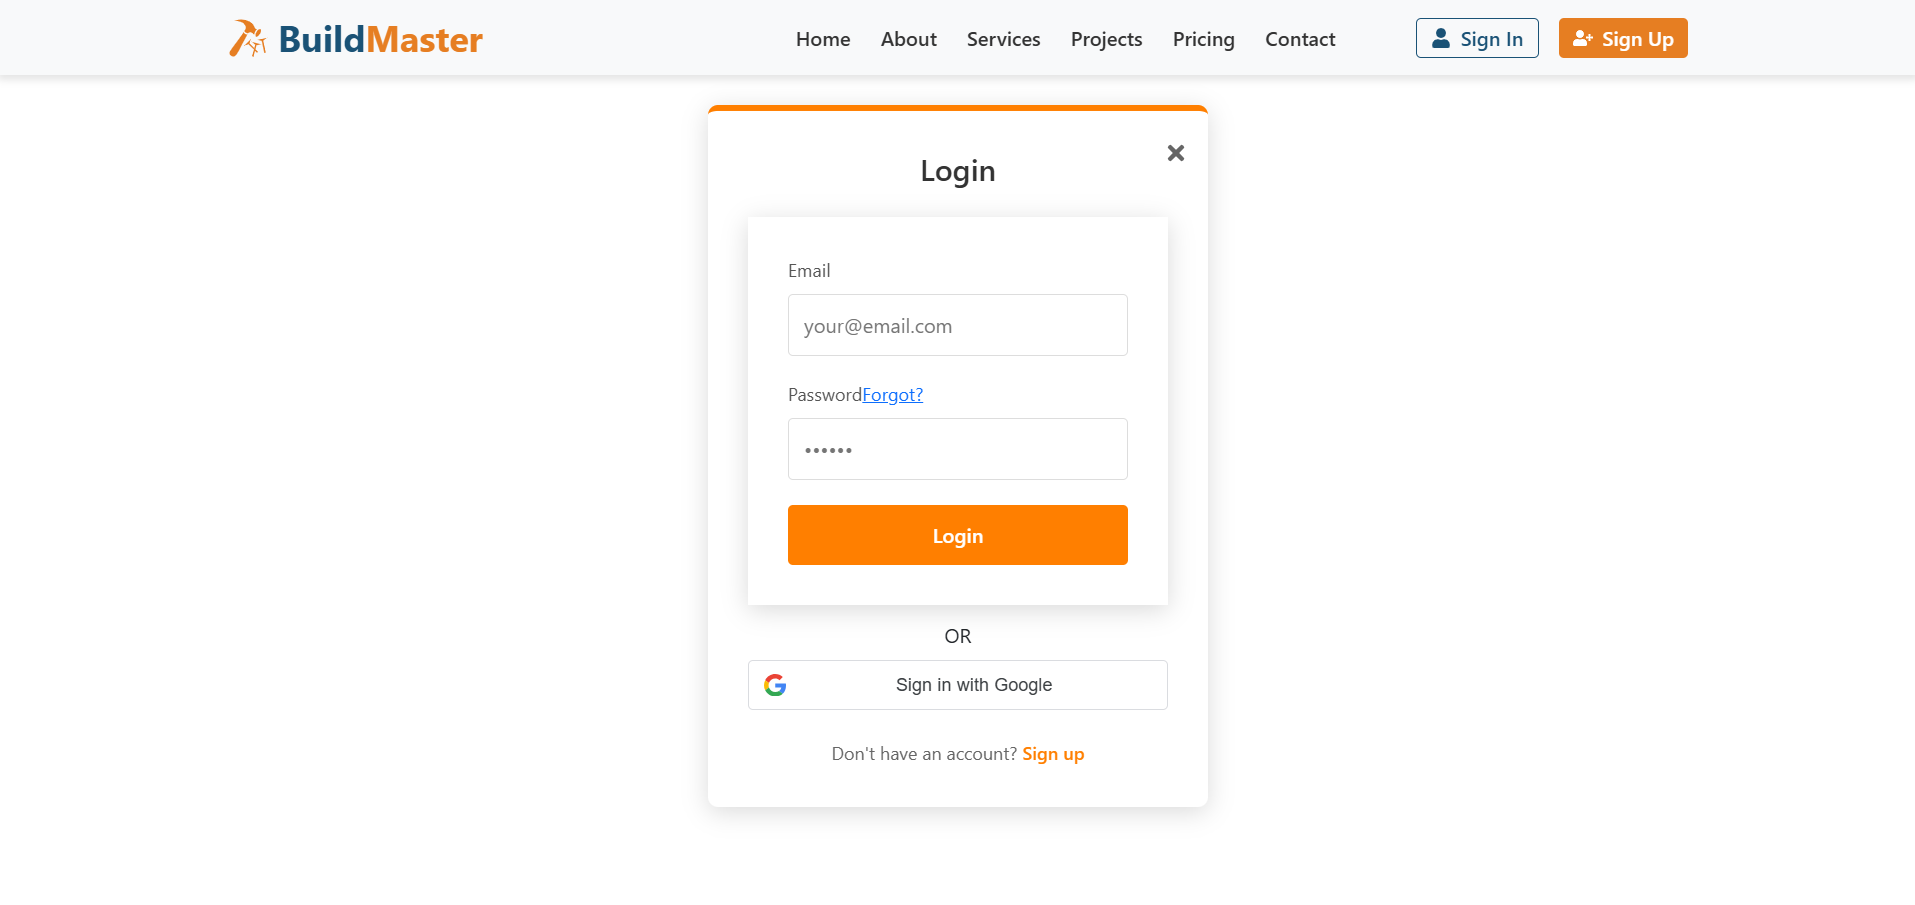 BuildMaster
Home About Services Projects Pricing Contact Sign In Sign Up
Login
Email
your@email.com
PasswordForgot?
••••••
Login
OR
Sign in with Google
Don't have an account? Sign up